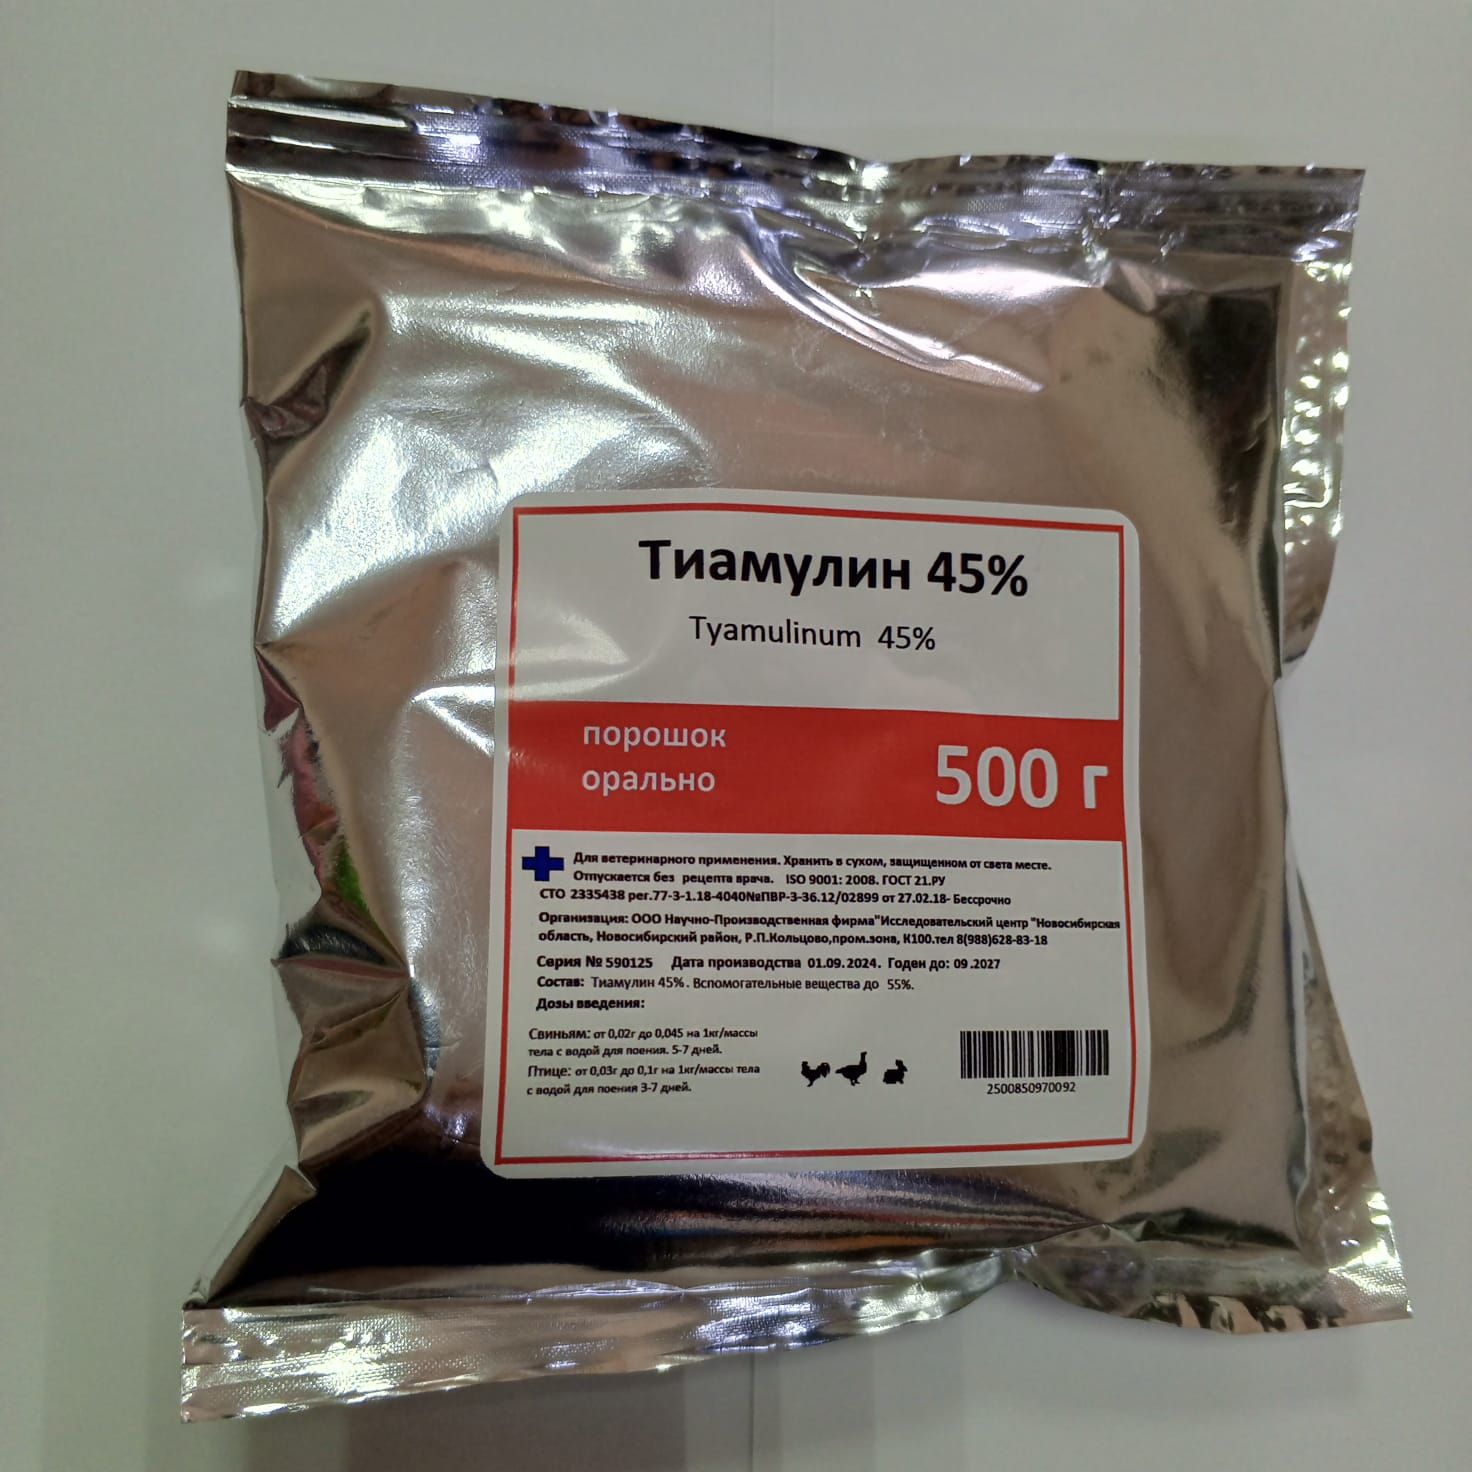 Тиамулин 45%
Tyamulinum 45%
порошок
орально
500 г
Для ветеринарного применения. Хранить в сухом, защищенном от света месте.
Отпускается без рецепта врача. ISO 9001: 2008. ГОСТ 21.РУ
СТО 2335438 рег.77-3-1.18-4040№ПВР-3-36.12/02899 от 27.02.18- Бессрочно
Организация: ООО Научно-Производственная фирма"Исследовательский центр "Новосибирская
область, Новосибирский район, Р.П.Кольцово,пром.зона, К100.тел 8(988)628-83-18
Серия № 590125 Дата производства 01.09.2024. Годен до: 09.2027
Состав: Тиамулин 45%. Вспомогательные вещества до 55%.
Дозы введения:
Свиньям: от 0,02г до 0,045 на 1кг/массы
тела с водой для поения. 5-7 дней.
Птице: от 0,03г до 0,1г на 1кг/массы тела
с водой для поения 3-7 дней.
2500850970092